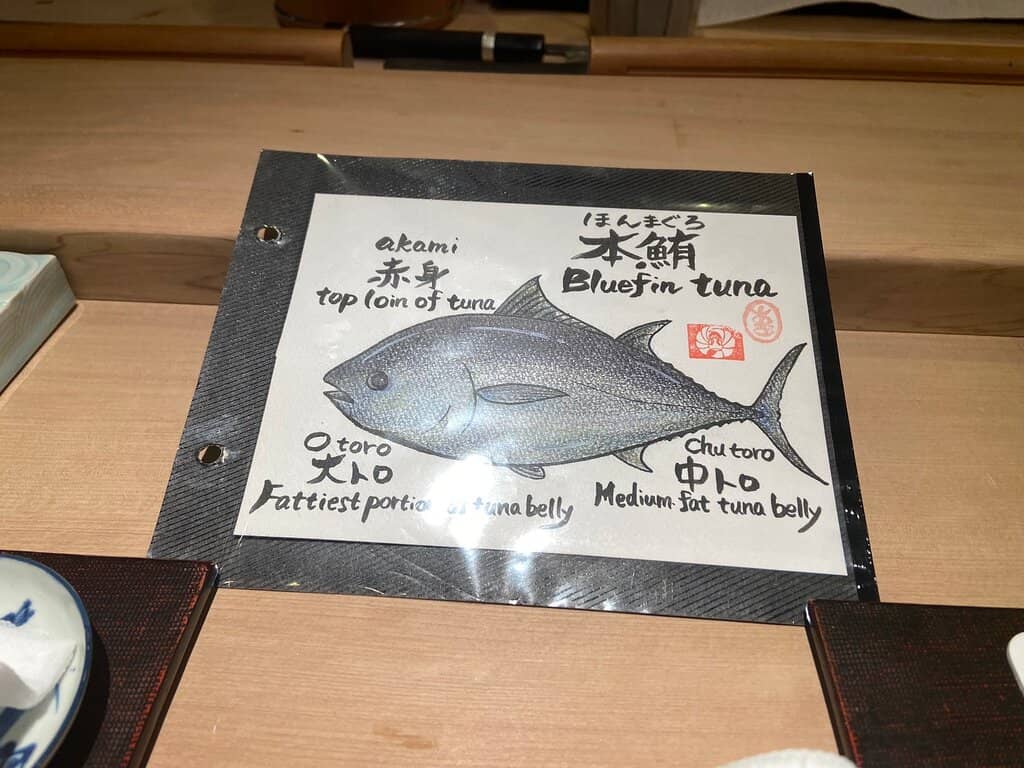 ほんまぐろ
本鮪
Bluefin tuna
akami
赤身
top loin of tuna
O toro
大トロ
Fattiest portion of tuna belly
Chu toro
中トロ
Medium fat tuna belly